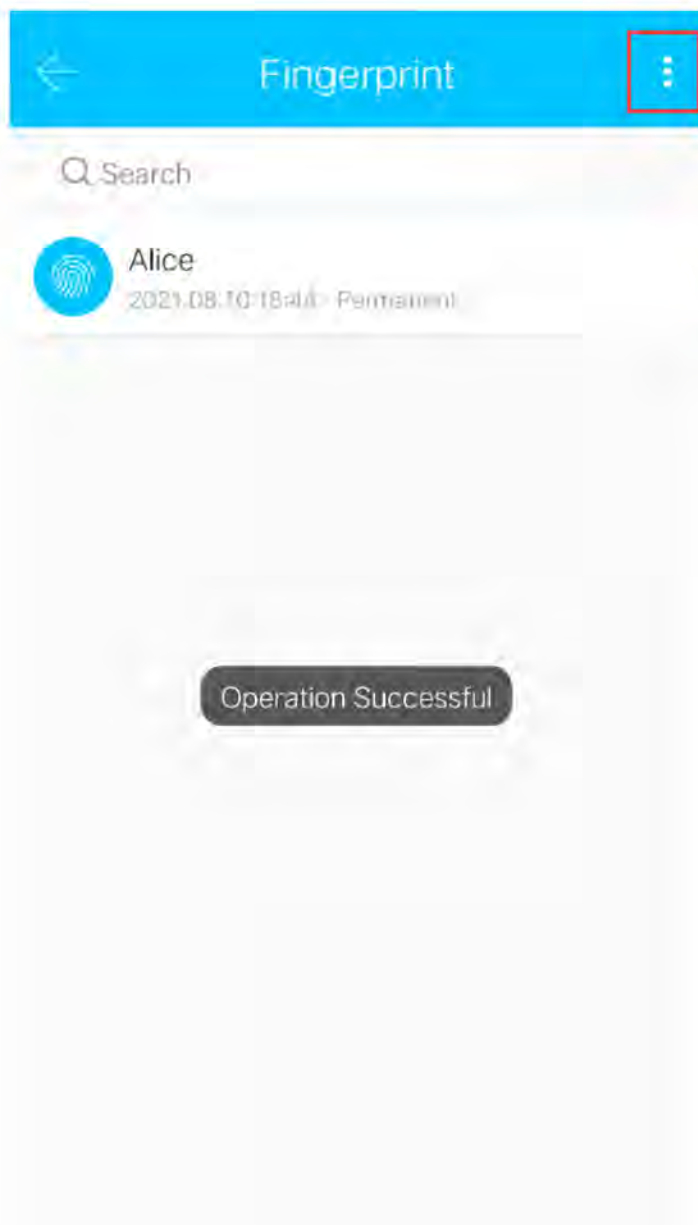 Fingerprint
Search
Alice
2021.08.10 18:44 Permanent
Operation Successful